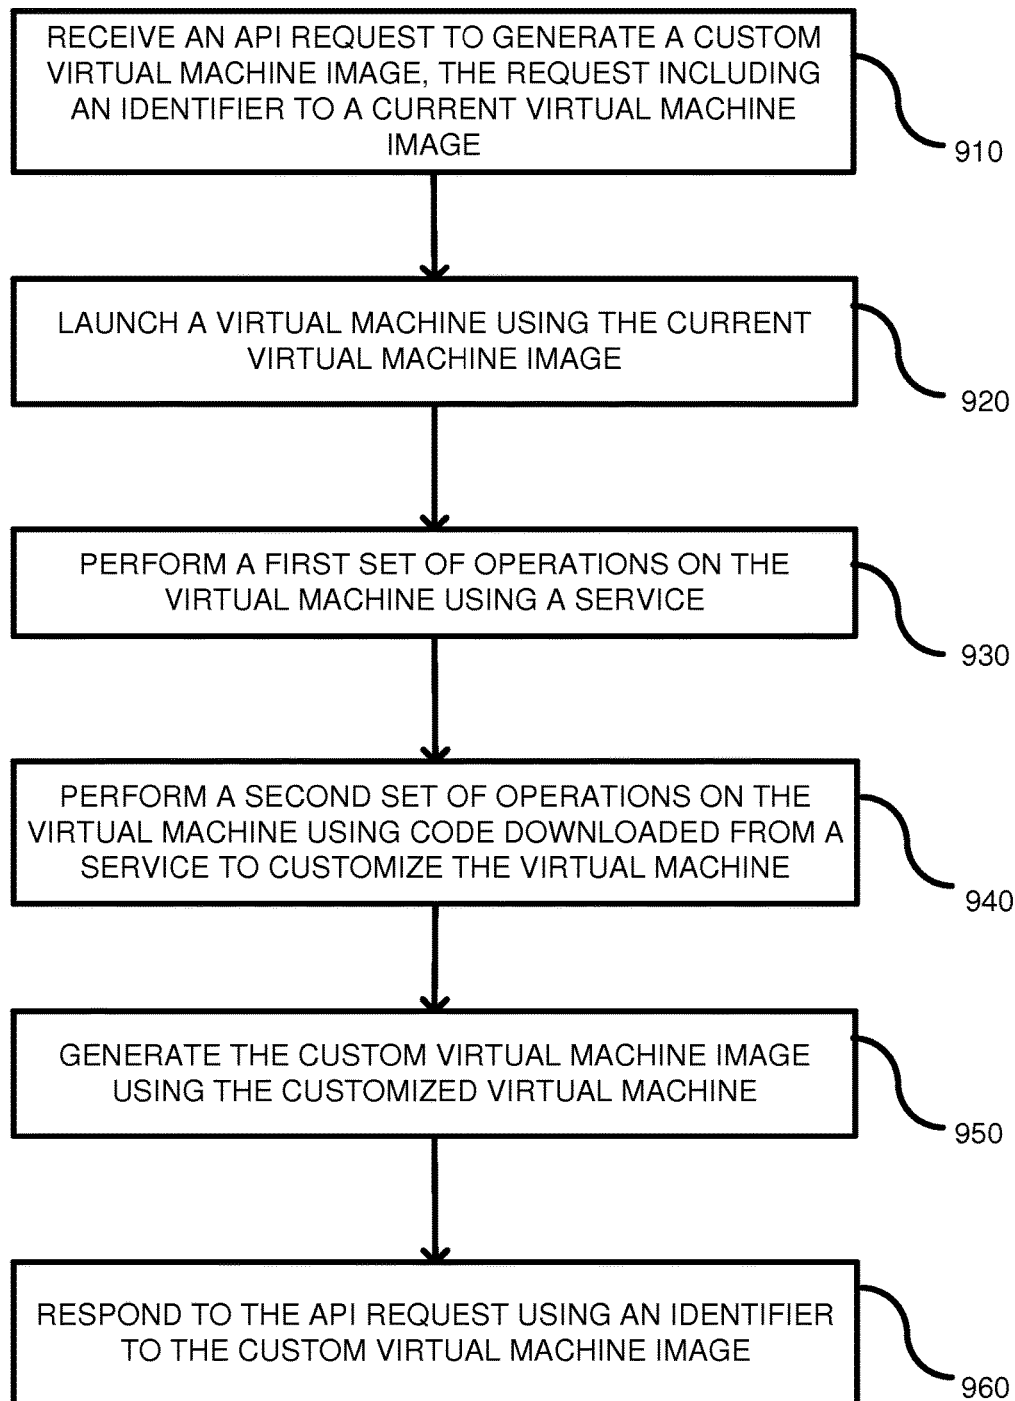 RECEIVE AN API REQUEST TO GENERATE A CUSTOM
VIRTUAL MACHINE IMAGE, THE REQUEST INCLUDING
AN IDENTIFIER TO A CURRENT VIRTUAL MACHINE
IMAGE
910
LAUNCH A VIRTUAL MACHINE USING THE CURRENT
VIRTUAL MACHINE IMAGE
920
PERFORM A FIRST SET OF OPERATIONS ON THE
VIRTUAL MACHINE USING A SERVICE
930
PERFORM A SECOND SET OF OPERATIONS ON THE
VIRTUAL MACHINE USING CODE DOWNLOADED FROM A
SERVICE TO CUSTOMIZE THE VIRTUAL MACHINE
940
GENERATE THE CUSTOM VIRTUAL MACHINE IMAGE
USING THE CUSTOMIZED VIRTUAL MACHINE
950
RESPOND TO THE API REQUEST USING AN IDENTIFIER
TO THE CUSTOM VIRTUAL MACHINE IMAGE
960